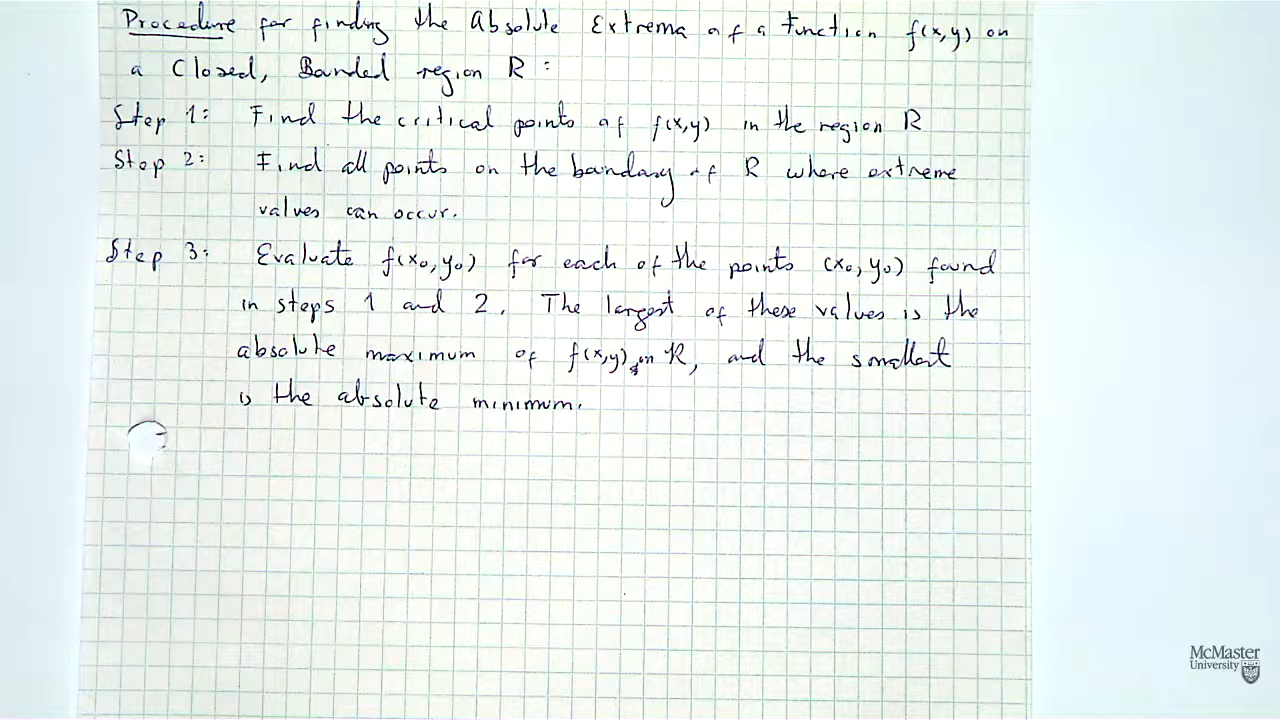 Procedure for finding the Absolute Extrema of a Function f(x,y) on
a Closed, Bounded region R :
Step 1: Find the critical points of f(x,y) in the region R
Step 2: Find all points on the boundary of R where extreme
values can occur.
Step 3: Evaluate f(x₀, y₀) for each of the points (x₀, y₀) found
in steps 1 and 2. The largest of these values is the
absolute maximum of f(x,y) on R, and the smallest
is the absolute minimum.
McMaster
University